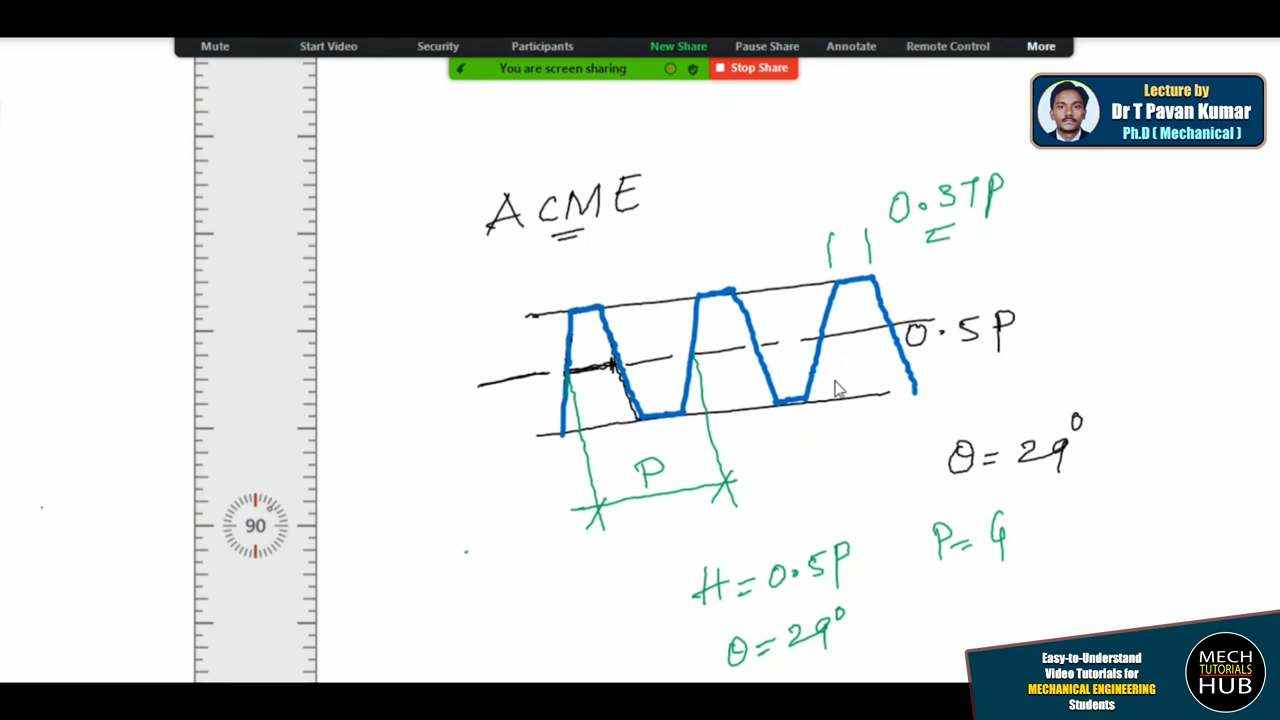 Mute Start Video Security Participants New Share Pause Share Annotate Remote Control More
You are screen sharing Stop Share
Lecture by
Dr T Pavan Kumar
Ph.D ( Mechanical )
ACME
0.37P
0.5P
θ = 29°
P
P = 4
H = 0.5P
θ = 29°
90
Easy-to-Understand
Video Tutorials for
MECHANICAL ENGINEERING
Students
MECH
TUTORIALS
HUB